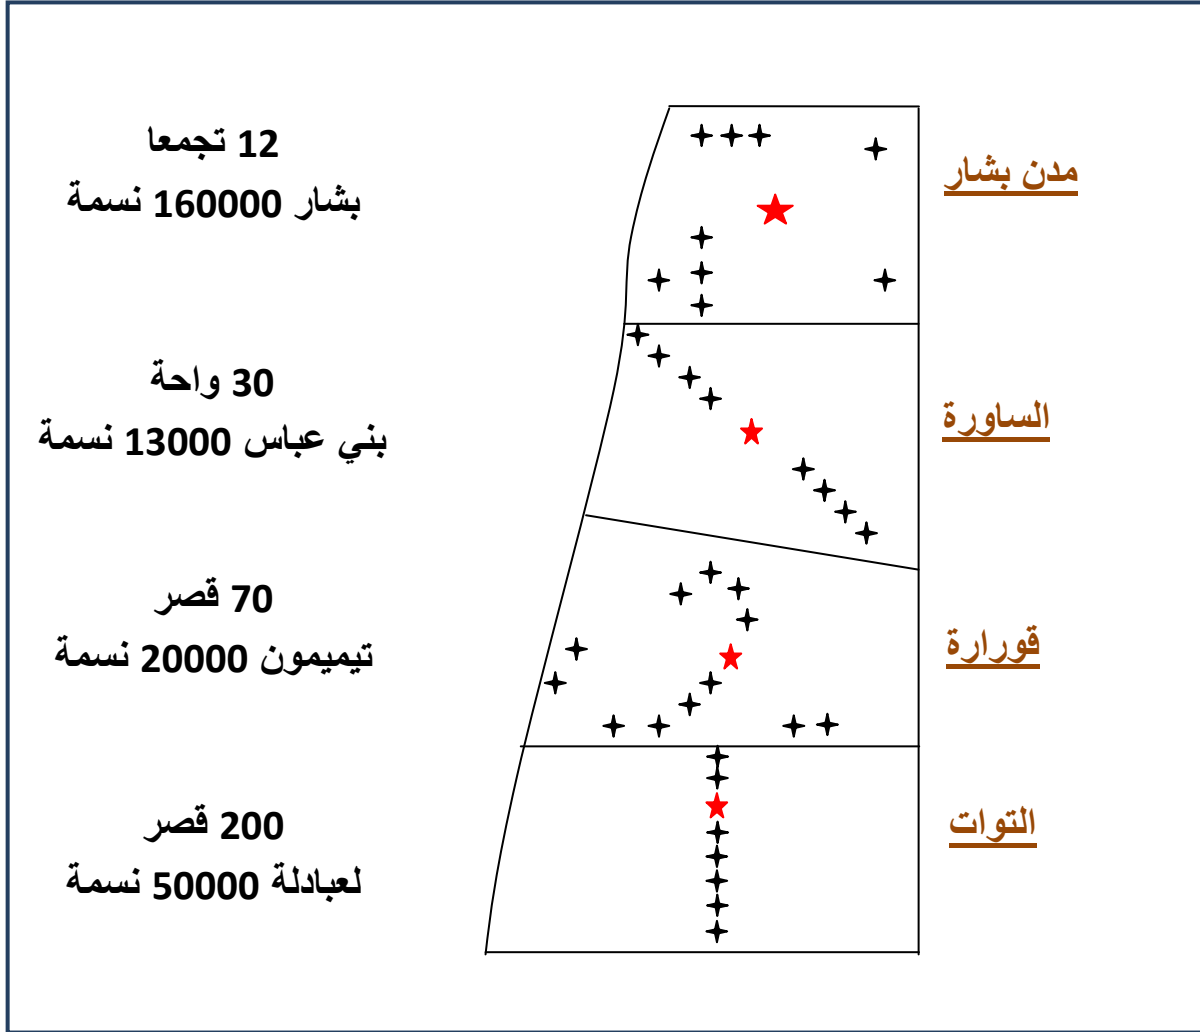 مدن بشار
12 تجمعا
بشار 160000 نسمة
الساورة
30 واحة
بني عباس 13000 نسمة
قورارة
70 قصر
تيميمون 20000 نسمة
التوات
200 قصر
لعبادلة 50000 نسمة